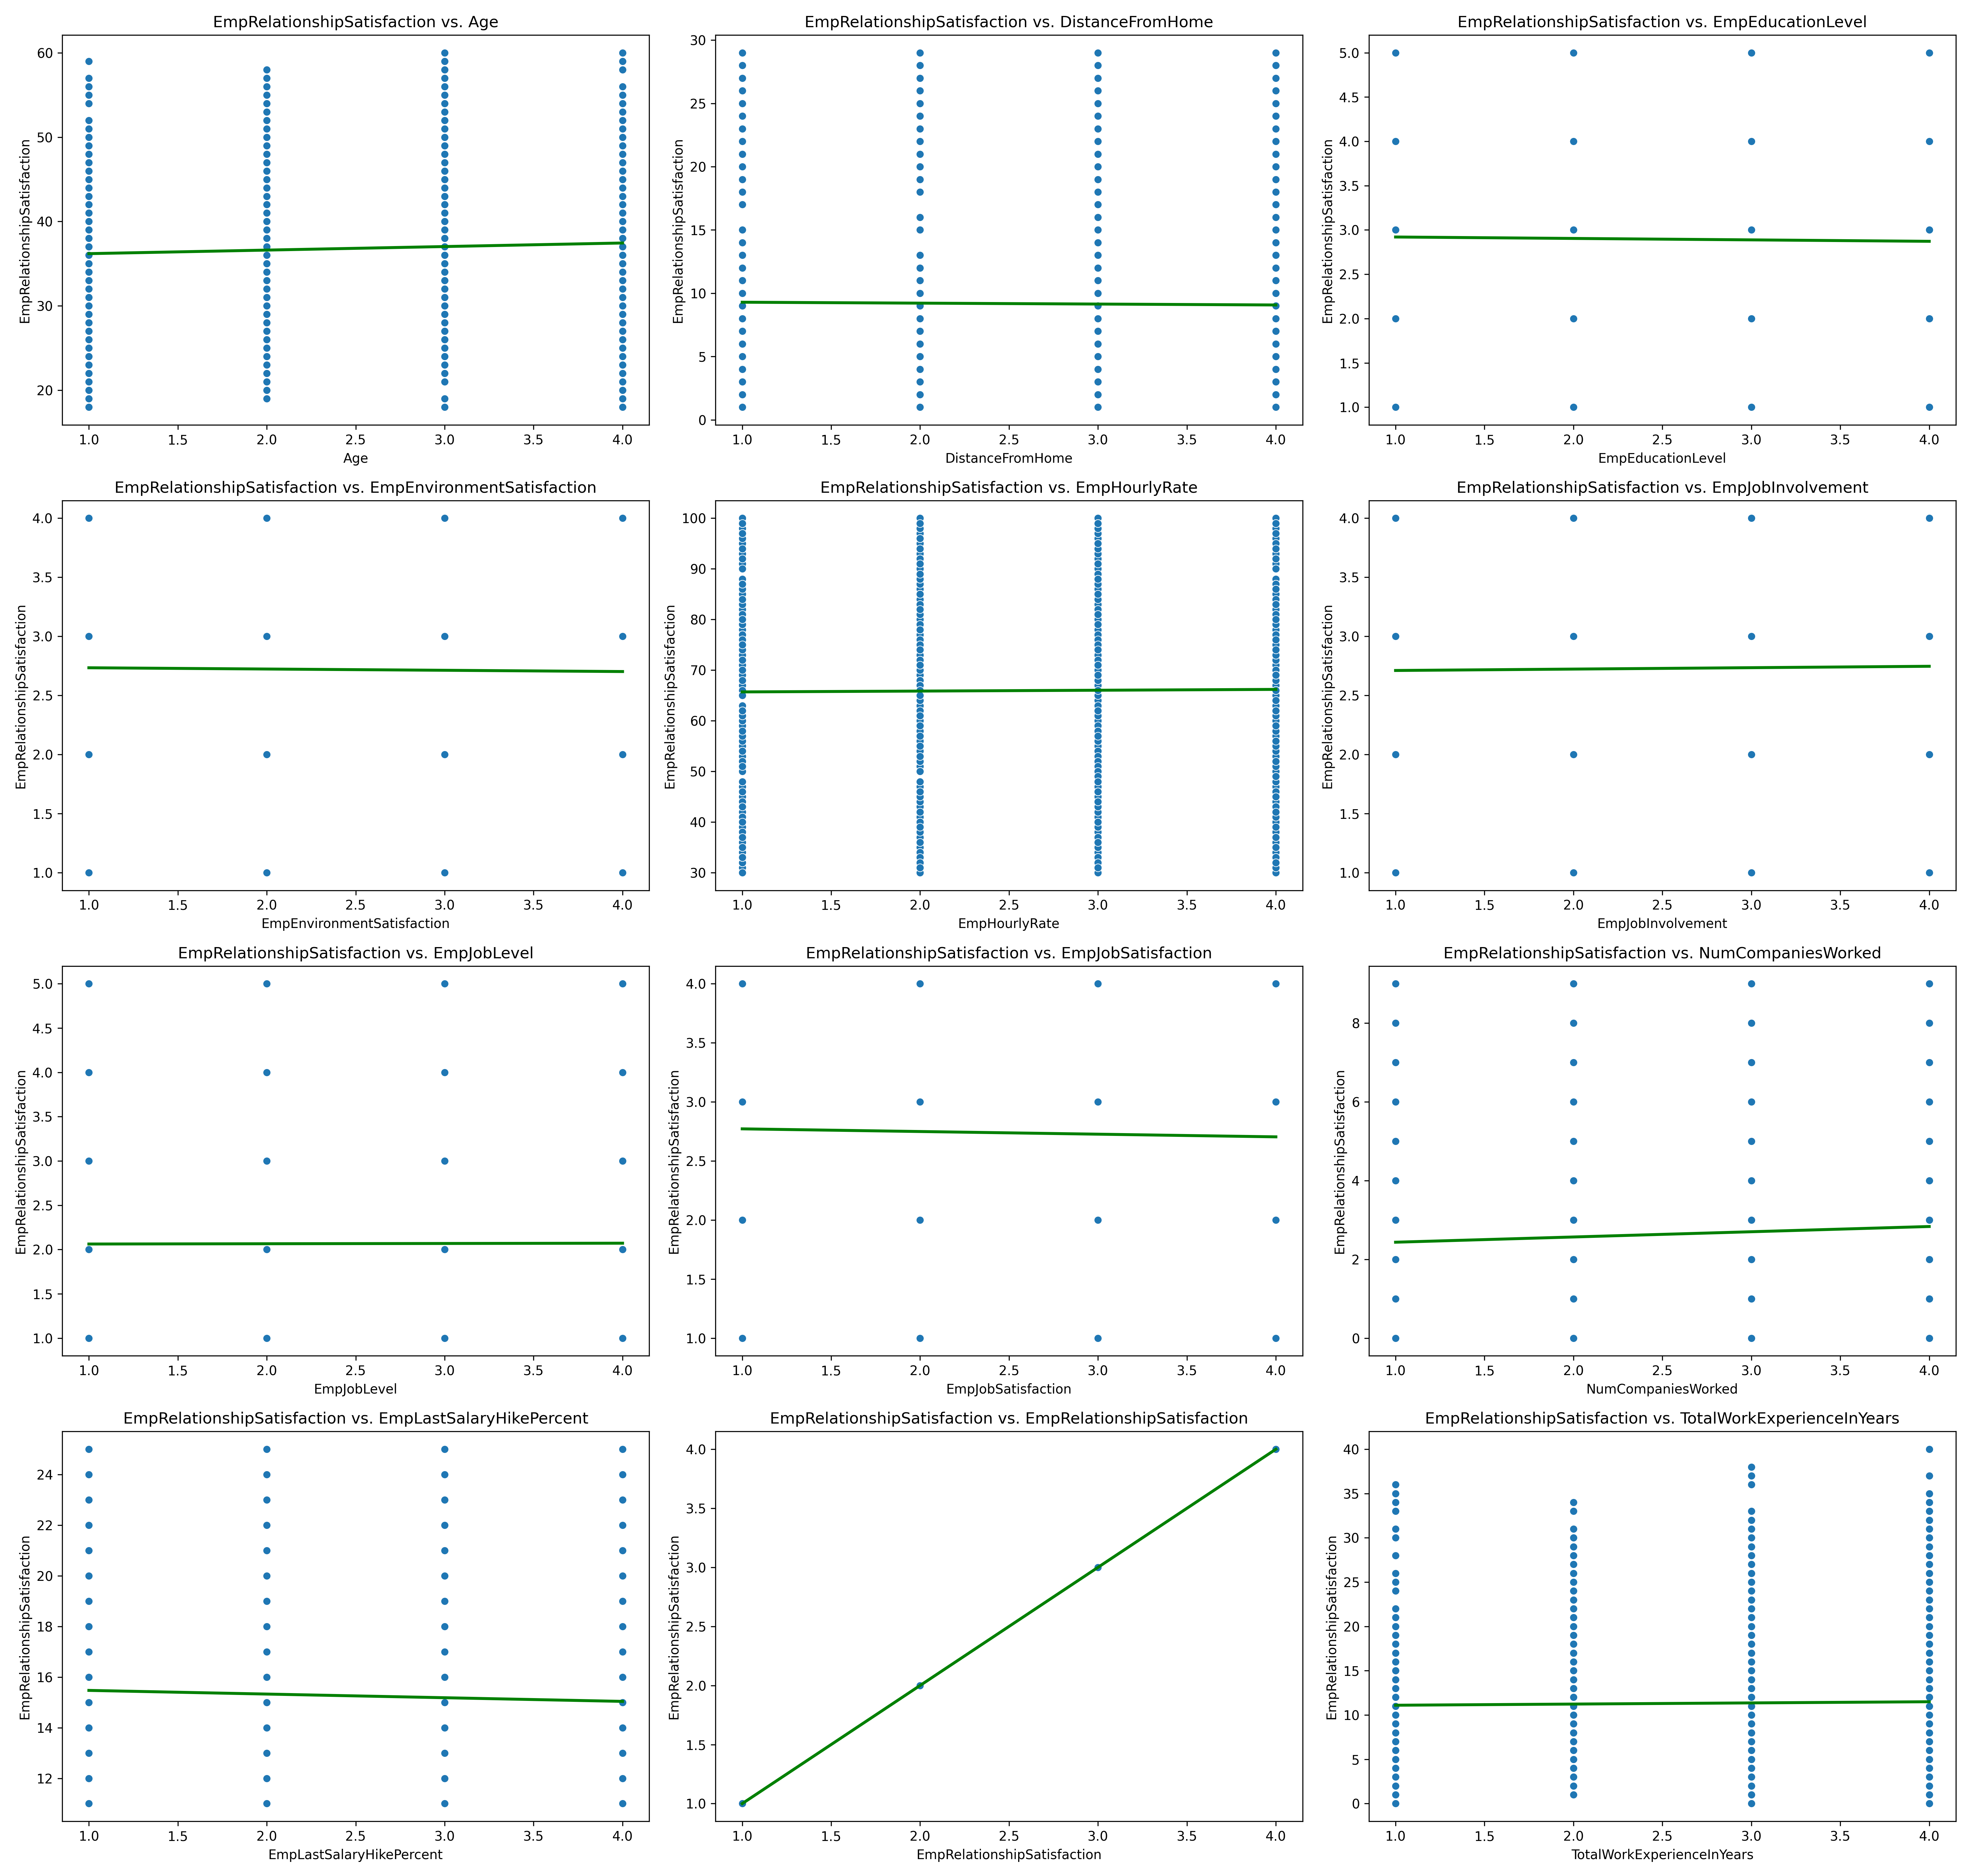 EmpRelationshipSatisfaction vs. Age
60
50
40
30
20
EmpRelationshipSatisfaction
1.0 1.5 2.0 2.5 3.0 3.5 4.0
Age
EmpRelationshipSatisfaction vs. DistanceFromHome
30
25
20
15
10
5
0
EmpRelationshipSatisfaction
1.0 1.5 2.0 2.5 3.0 3.5 4.0
DistanceFromHome
EmpRelationshipSatisfaction vs. EmpEducationLevel
5.0
4.5
4.0
3.5
3.0
2.5
2.0
1.5
1.0
EmpRelationshipSatisfaction
1.0 1.5 2.0 2.5 3.0 3.5 4.0
EmpEducationLevel
EmpRelationshipSatisfaction vs. EmpEnvironmentSatisfaction
4.0
3.5
3.0
2.5
2.0
1.5
1.0
EmpRelationshipSatisfaction
1.0 1.5 2.0 2.5 3.0 3.5 4.0
EmpEnvironmentSatisfaction
EmpRelationshipSatisfaction vs. EmpHourlyRate
100
90
80
70
60
50
40
30
EmpRelationshipSatisfaction
1.0 1.5 2.0 2.5 3.0 3.5 4.0
EmpHourlyRate
EmpRelationshipSatisfaction vs. EmpJobInvolvement
4.0
3.5
3.0
2.5
2.0
1.5
1.0
EmpRelationshipSatisfaction
1.0 1.5 2.0 2.5 3.0 3.5 4.0
EmpJobInvolvement
EmpRelationshipSatisfaction vs. EmpJobLevel
5.0
4.5
4.0
3.5
3.0
2.5
2.0
1.5
1.0
EmpRelationshipSatisfaction
1.0 1.5 2.0 2.5 3.0 3.5 4.0
EmpJobLevel
EmpRelationshipSatisfaction vs. EmpJobSatisfaction
4.0
3.5
3.0
2.5
2.0
1.5
1.0
EmpRelationshipSatisfaction
1.0 1.5 2.0 2.5 3.0 3.5 4.0
EmpJobSatisfaction
EmpRelationshipSatisfaction vs. NumCompaniesWorked
8
6
4
2
0
EmpRelationshipSatisfaction
1.0 1.5 2.0 2.5 3.0 3.5 4.0
NumCompaniesWorked
EmpRelationshipSatisfaction vs. EmpLastSalaryHikePercent
24
22
20
18
16
14
12
EmpRelationshipSatisfaction
1.0 1.5 2.0 2.5 3.0 3.5 4.0
EmpLastSalaryHikePercent
EmpRelationshipSatisfaction vs. EmpRelationshipSatisfaction
4.0
3.5
3.0
2.5
2.0
1.5
1.0
EmpRelationshipSatisfaction
1.0 1.5 2.0 2.5 3.0 3.5 4.0
EmpRelationshipSatisfaction
EmpRelationshipSatisfaction vs. TotalWorkExperienceInYears
40
35
30
25
20
15
10
5
0
EmpRelationshipSatisfaction
1.0 1.5 2.0 2.5 3.0 3.5 4.0
TotalWorkExperienceInYears